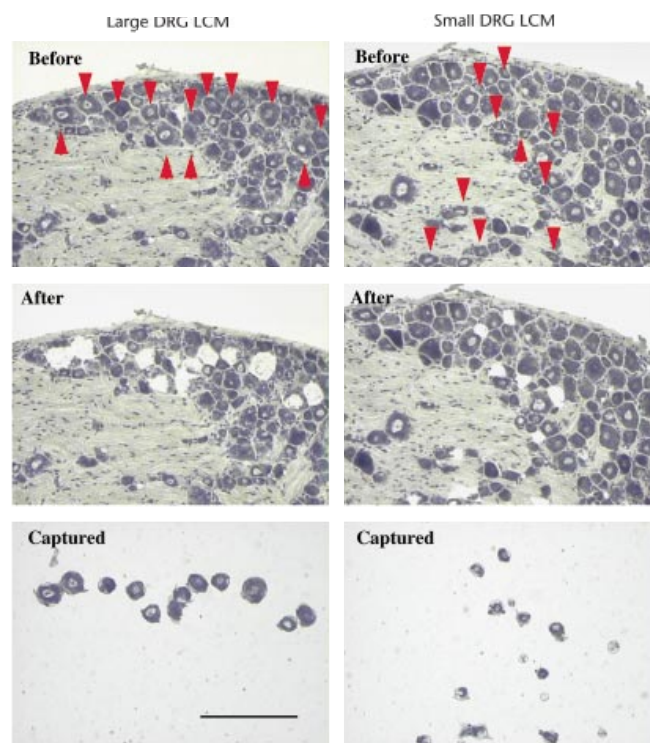 Large DRG LCM
Small DRG LCM
Before
Before
After
After
Captured
Captured